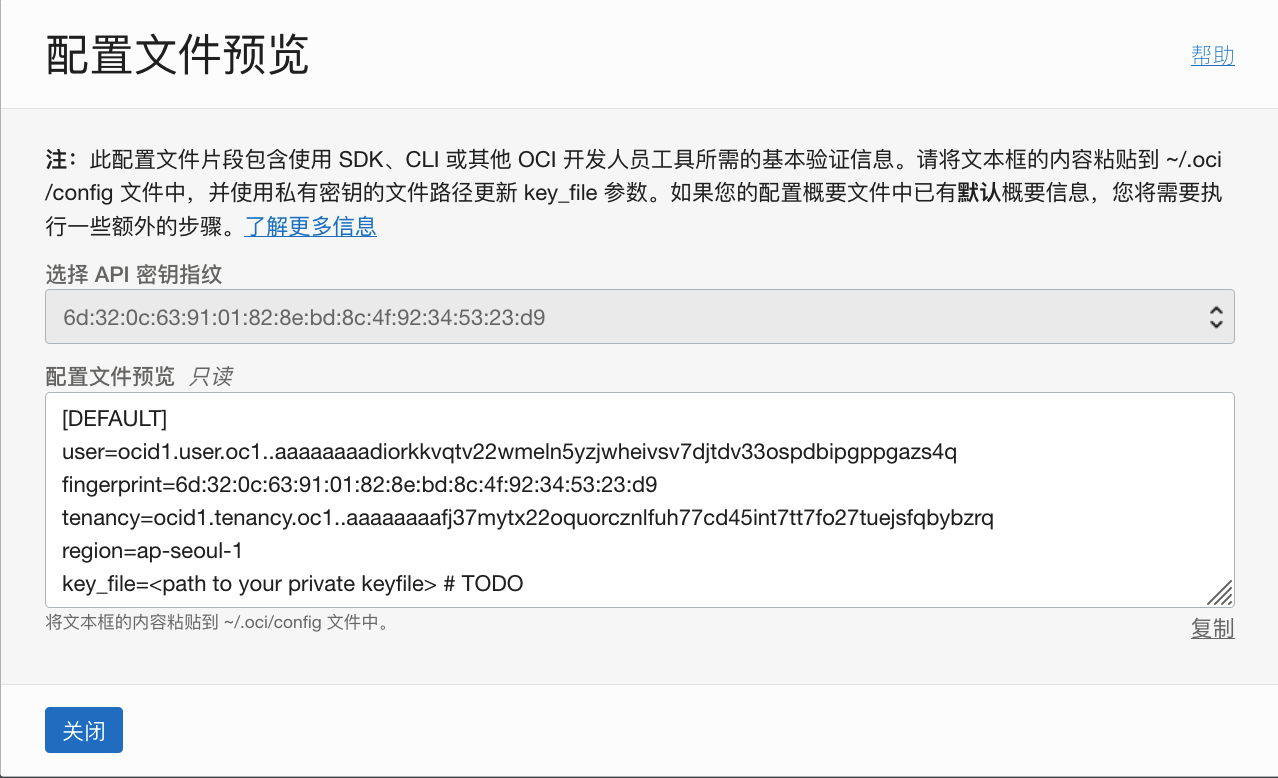 配置文件预览
帮助
注：此配置文件片段包含使用 SDK、CLI 或其他 OCI 开发人员工具所需的基本验证信息。请将文本框的内容粘贴到 ~/.oci
/config 文件中，并使用私有密钥的文件路径更新 key_file 参数。如果您的配置概要文件中已有默认概要信息，您将需要执
行一些额外的步骤。了解更多信息
选择 API 密钥指纹
6d:32:0c:63:91:01:82:8e:bd:8c:4f:92:34:53:23:d9
配置文件预览 只读
[DEFAULT]
user=ocid1.user.oc1..aaaaaaaadiorkkvqtv22wmeln5yzjwheivsv7djtdv33ospdbipgppgazs4q
fingerprint=6d:32:0c:63:91:01:82:8e:bd:8c:4f:92:34:53:23:d9
tenancy=ocid1.tenancy.oc1..aaaaaaaafj37mytx22oquorcznlfuh77cd45int7tt7fo27tuejsfqbybzrq
region=ap-seoul-1
key_file=<path to your private keyfile> # TODO
将文本框的内容粘贴到 ~/.oci/config 文件中。
复制
关闭